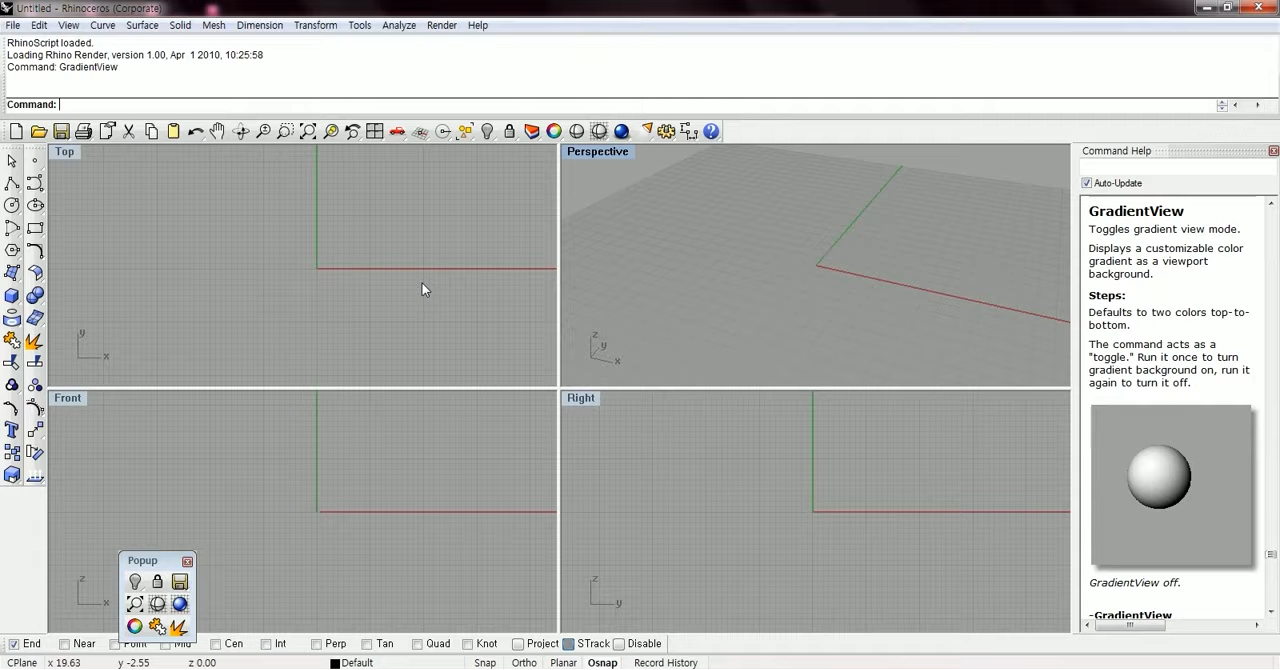 Untitled - Rhinoceros (Corporate)
File Edit View Curve Surface Solid Mesh Dimension Transform Tools Analyze Render Help
RhinoScript loaded.
Loading Rhino Render, version 1.00, Apr 1 2010, 10:25:58
Command: GradientView
Command:
Top
Perspective
y
x
z
y
x
Front
Right
z
x
z
y
Popup
Command Help
Auto-Update
GradientView
Toggles gradient view mode.
Displays a customizable color
gradient as a viewport
background.
Steps:
Defaults to two colors top-to-
bottom.
The command acts as a
"toggle." Run it once to turn
gradient background on, run it
again to turn it off.
GradientView off.
-GradientView
End Near Point Mid Cen Int Perp Tan Quad Knot Project STrack Disable
CPlane x 19.63 y -2.55 z 0.00 Default Snap Ortho Planar Osnap Record History